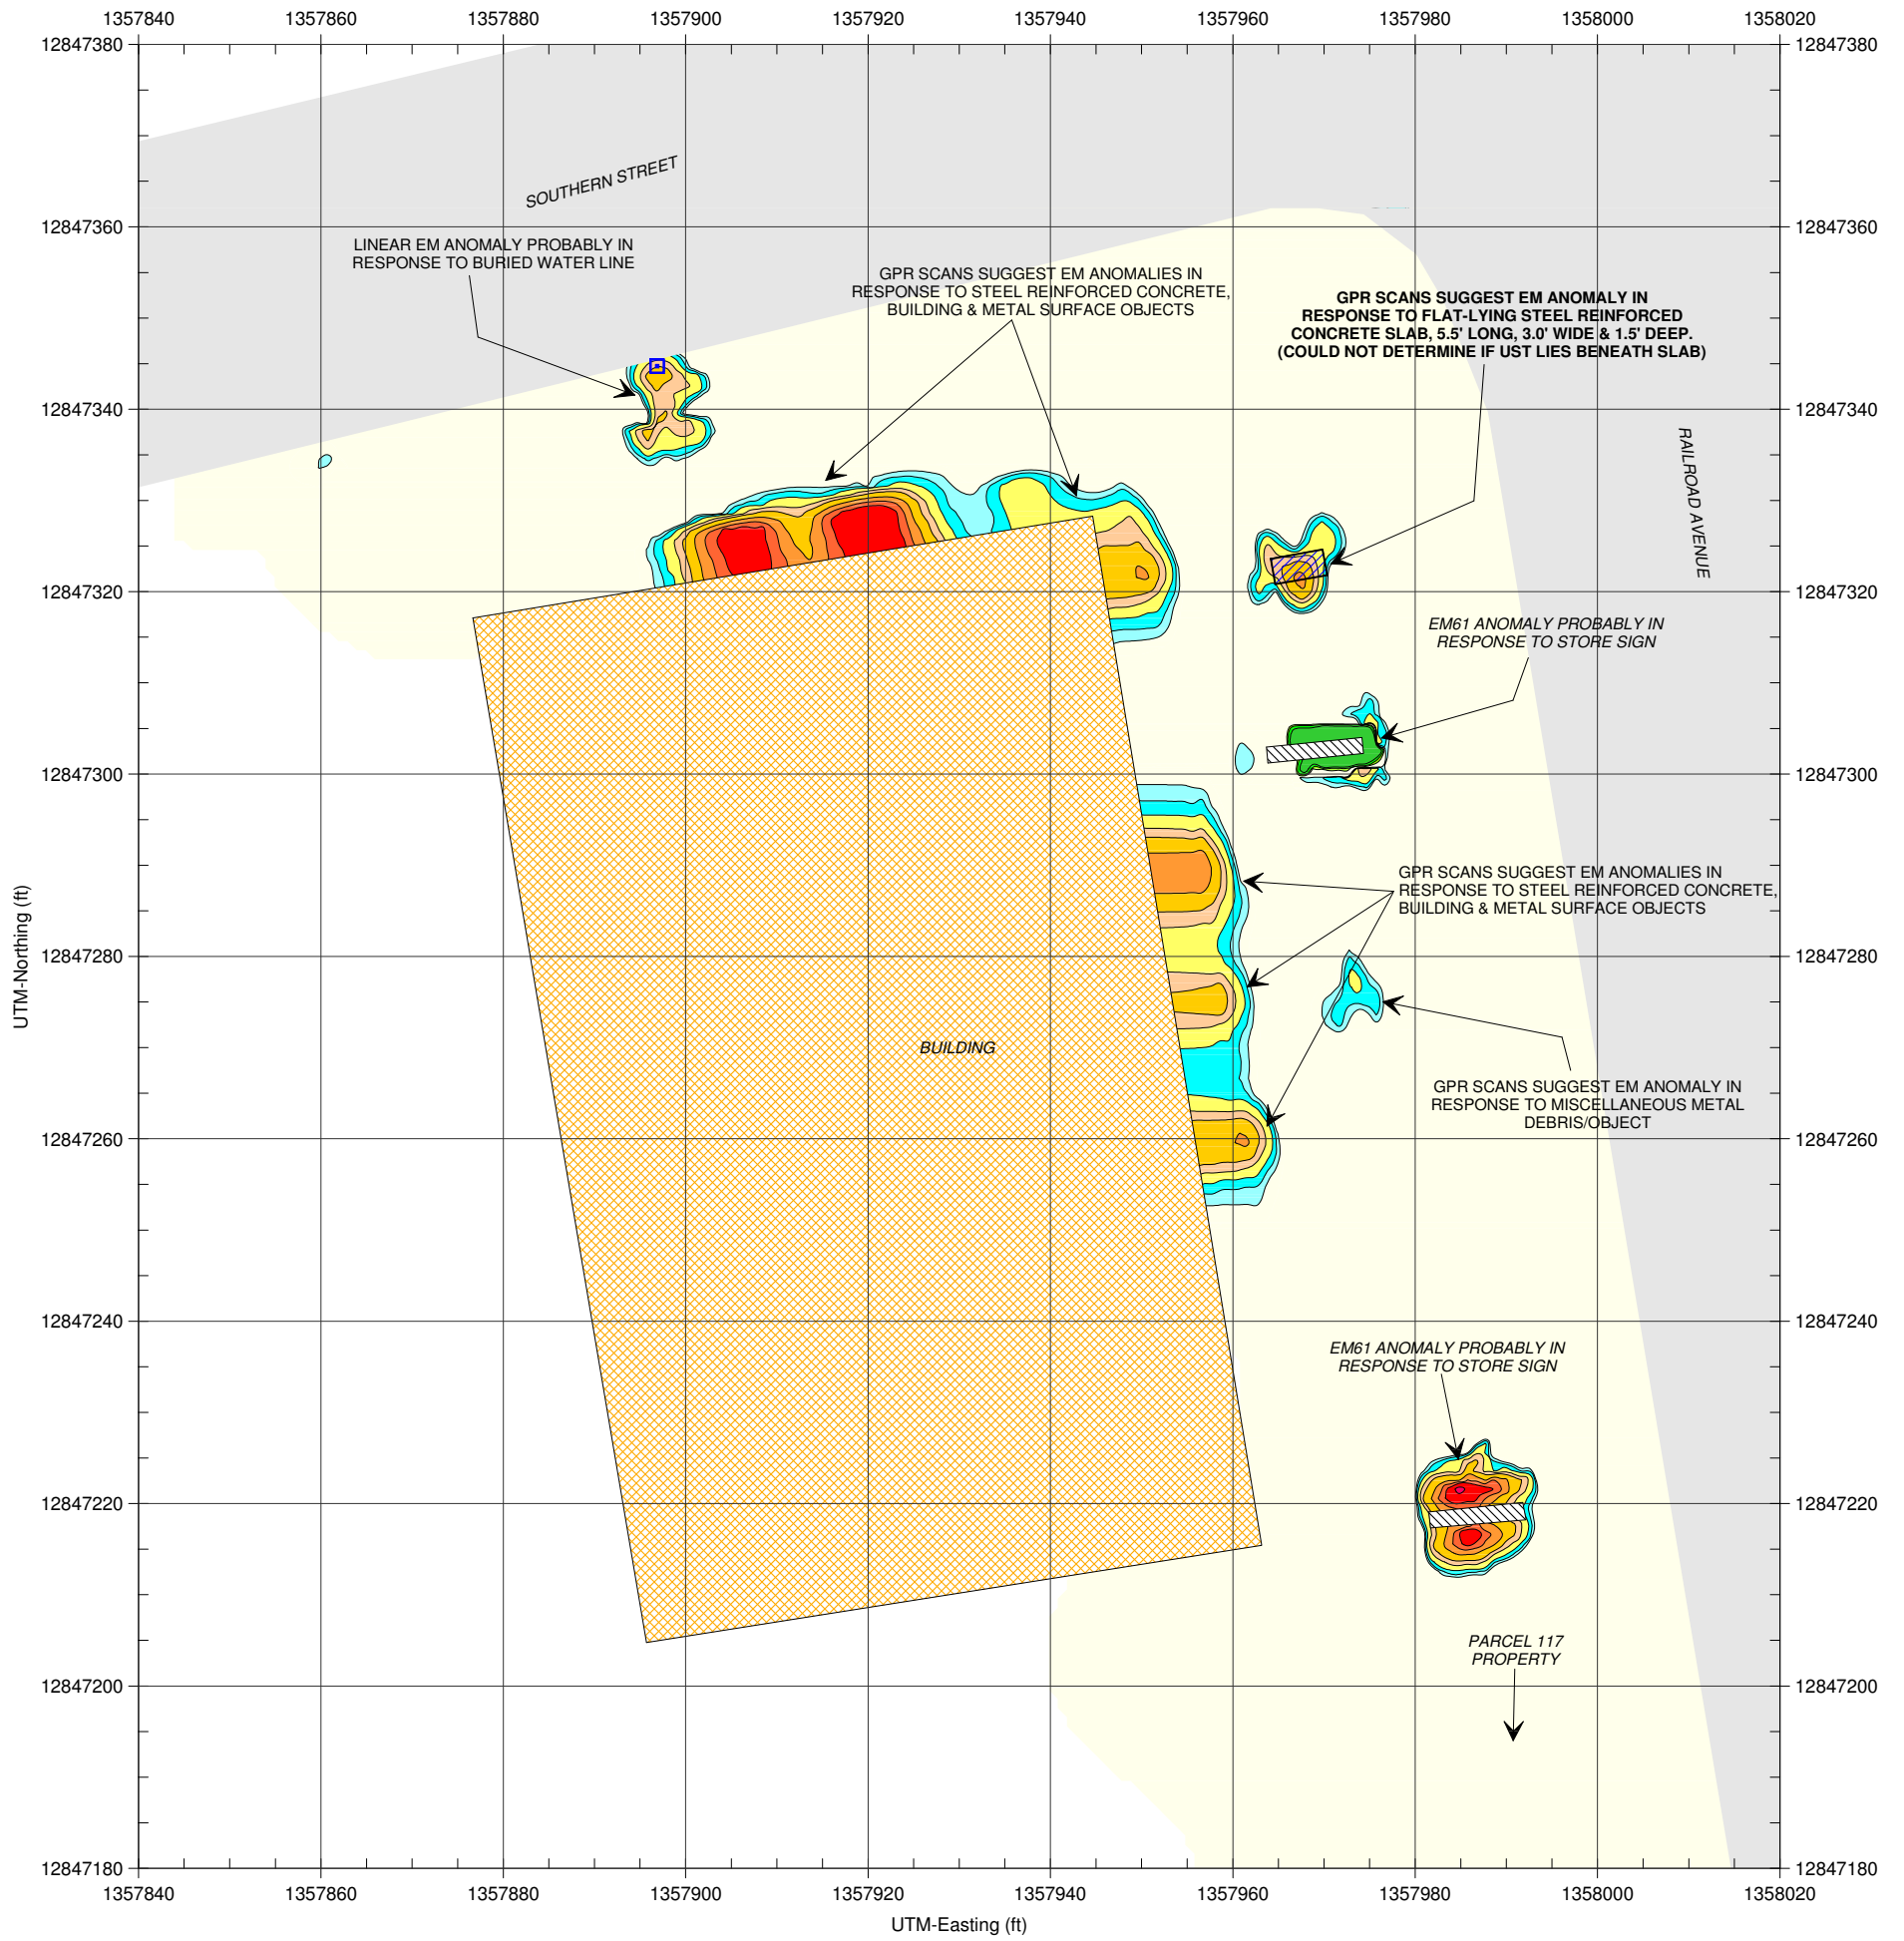 1357840 1357860 1357880 1357900 1357920 1357940 1357960 1357980 1358000 1358020
12847380 12847380
SOUTHERN STREET
12847360 12847360
LINEAR EM ANOMALY PROBABLY IN
RESPONSE TO BURIED WATER LINE
GPR SCANS SUGGEST EM ANOMALIES IN
RESPONSE TO STEEL REINFORCED CONCRETE,
BUILDING & METAL SURFACE OBJECTS
GPR SCANS SUGGEST EM ANOMALY IN
RESPONSE TO FLAT-LYING STEEL REINFORCED
CONCRETE SLAB, 5.5' LONG, 3.0' WIDE & 1.5' DEEP.
(COULD NOT DETERMINE IF UST LIES BENEATH SLAB)
12847340 12847340
RAILROAD AVENUE
12847320 12847320
EM61 ANOMALY PROBABLY IN
RESPONSE TO STORE SIGN
12847300 12847300
GPR SCANS SUGGEST EM ANOMALIES IN
RESPONSE TO STEEL REINFORCED CONCRETE,
BUILDING & METAL SURFACE OBJECTS
UTM-Northing (ft)
12847280 12847280
BUILDING
GPR SCANS SUGGEST EM ANOMALY IN
RESPONSE TO MISCELLANEOUS METAL
DEBRIS/OBJECT
12847260 12847260
12847240 12847240
EM61 ANOMALY PROBABLY IN
RESPONSE TO STORE SIGN
12847220 12847220
PARCEL 117
PROPERTY
12847200 12847200
12847180 12847180
1357840 1357860 1357880 1357900 1357920 1357940 1357960 1357980 1358000 1358020
UTM-Easting (ft)